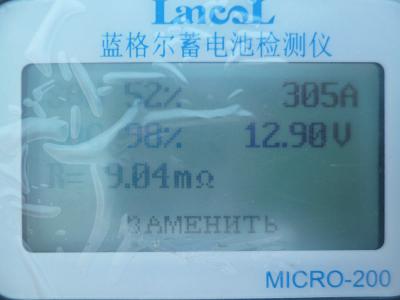 Lancol
蓝格尔蓄电池检测仪
52% 305A
98% 12.90V
R= 9.04mΩ
ЗАМЕНИТЬ
MICRO-200